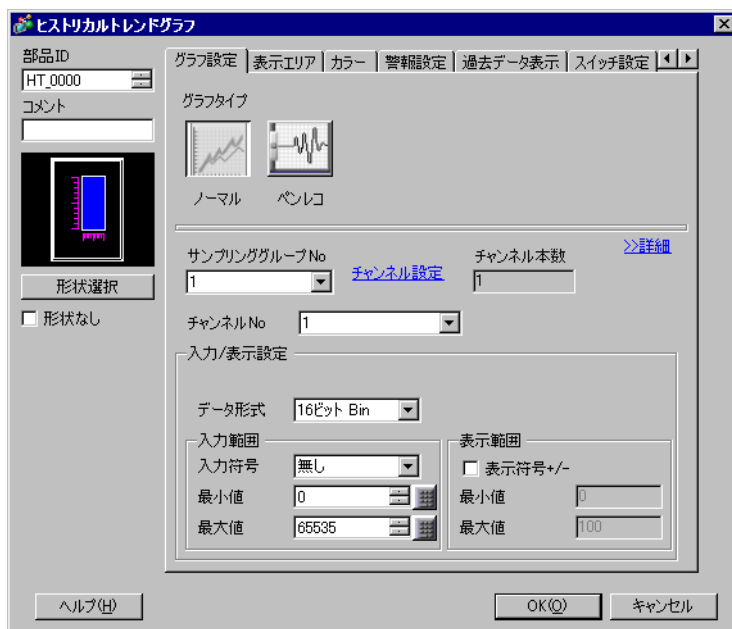 ヒストリカルトレンドグラフ
部品ID
HT_0000
コメント
形状選択
形状なし
グラフ設定 表示エリア カラー 警報設定 過去データ表示 スイッチ設定
グラフタイプ
ノーマル ペンレコ
>>詳細
サンプリンググループNo チャンネル設定 チャンネル本数
1 1
チャンネルNo 1
入力/表示設定
データ形式 16ビット Bin
入力範囲 表示範囲
入力符号 無し 表示符号+/-
最小値 0 最小値 0
最大値 65535 最大値 100
ヘルプ(H) OK(O) キャンセル